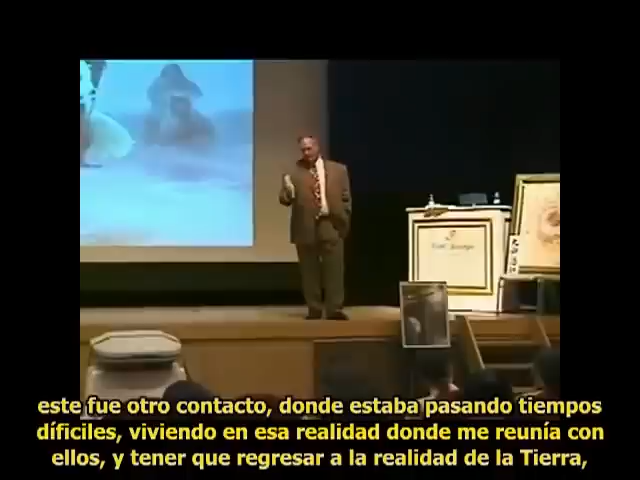 este fue otro contacto, donde estaba pasando tiempos
díficiles, viviendo en esa realidad donde me reunía con
ellos, y tener que regresar a la realidad de la Tierra,